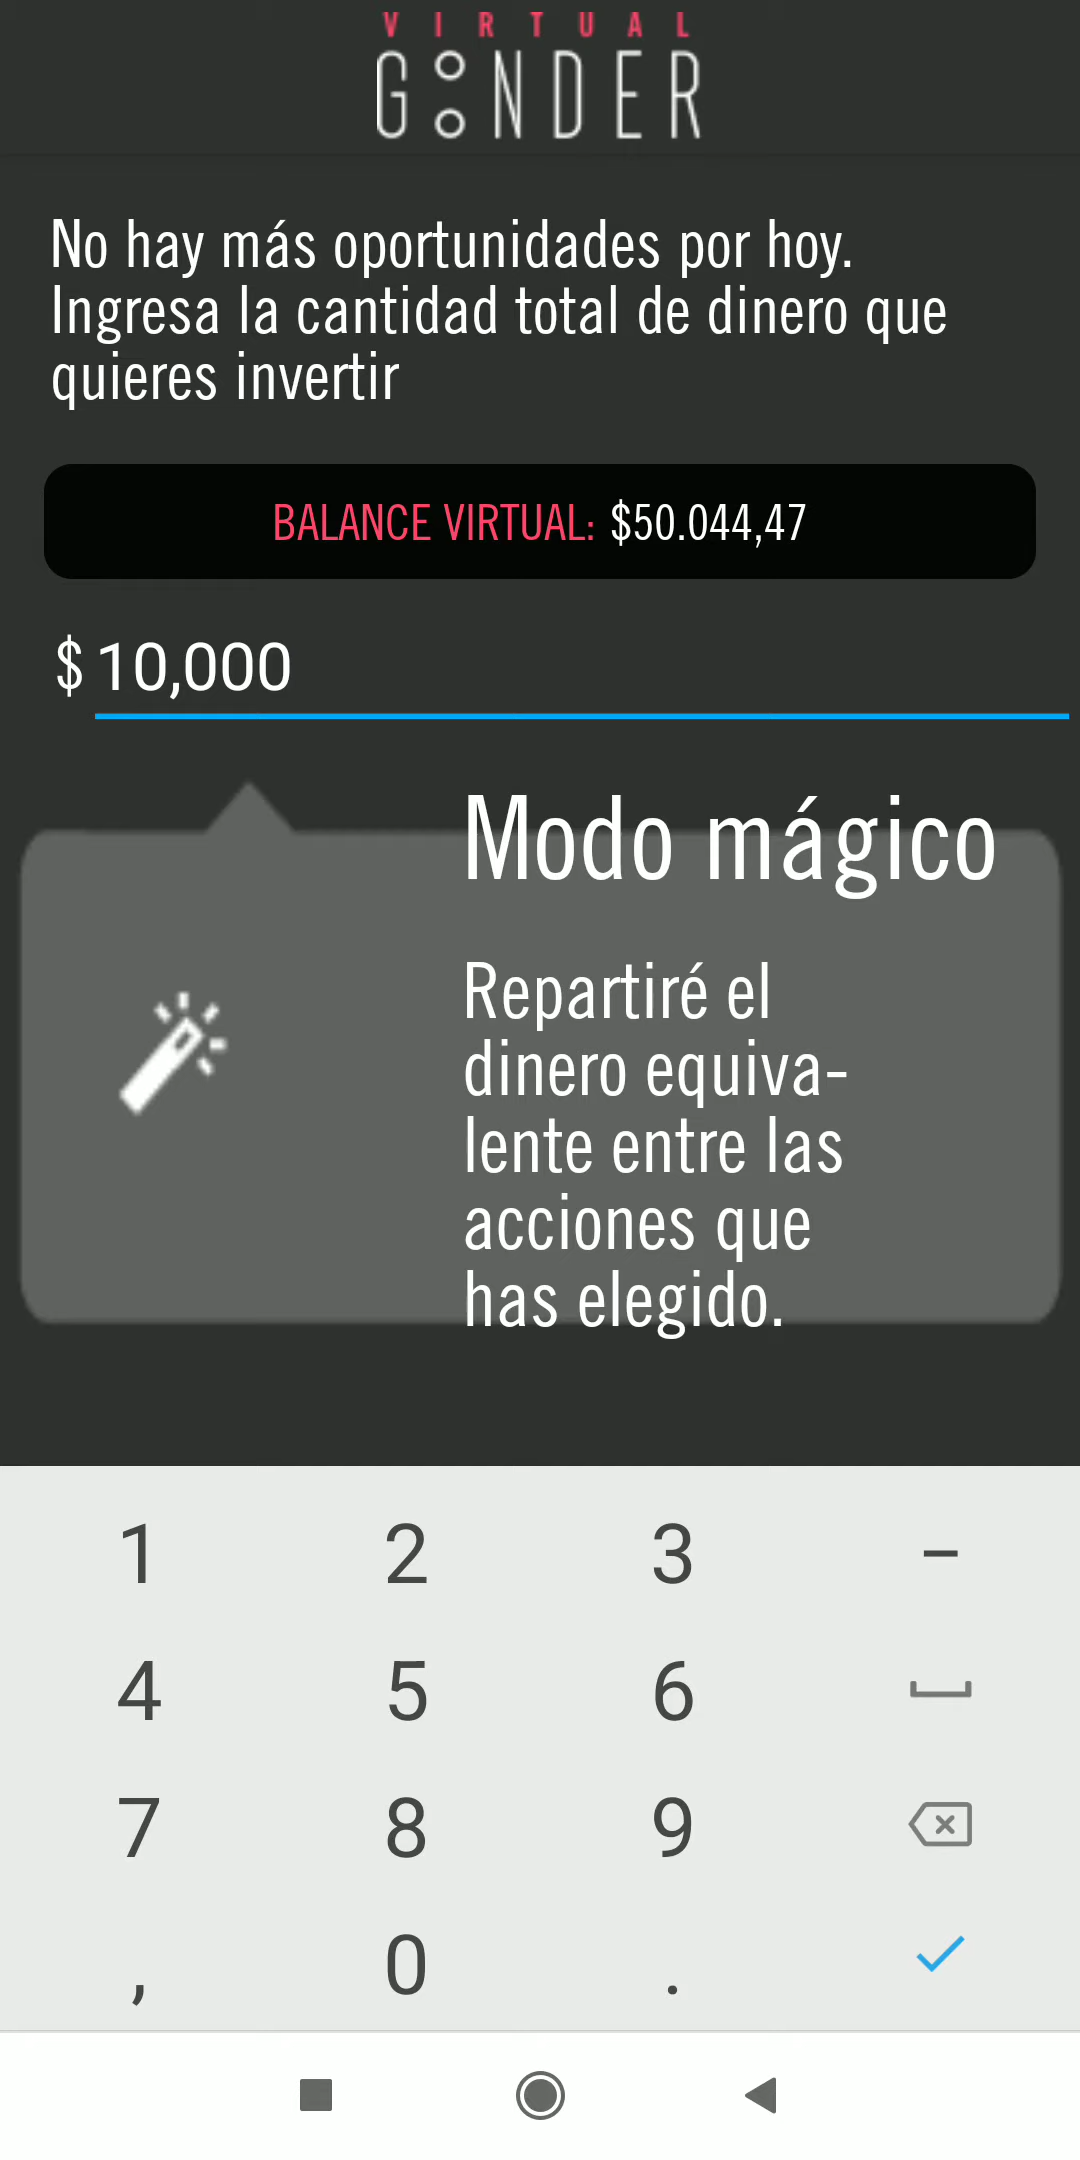 VIRTUAL
GONDER
No hay más oportunidades por hoy.
Ingresa la cantidad total de dinero que
quieres invertir
BALANCE VIRTUAL: $50.044,47
$ 10,000
Modo mágico
Repartiré el
dinero equiva-
lente entre las
acciones que
has elegido.
1 2 3 –
4 5 6
7 8 9
, 0 .